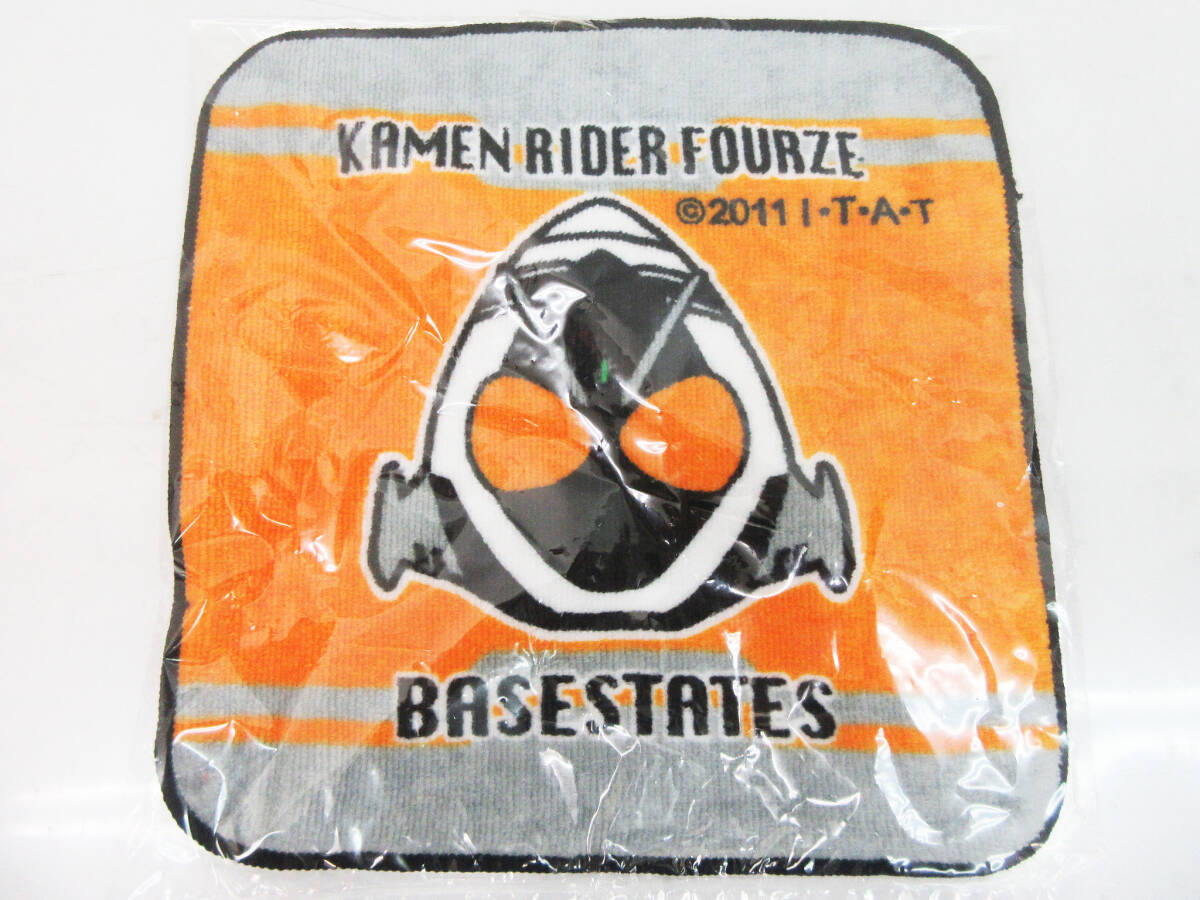 KAMEN RIDER FOURZE
©2011 I・T・A・T
BASESTATES